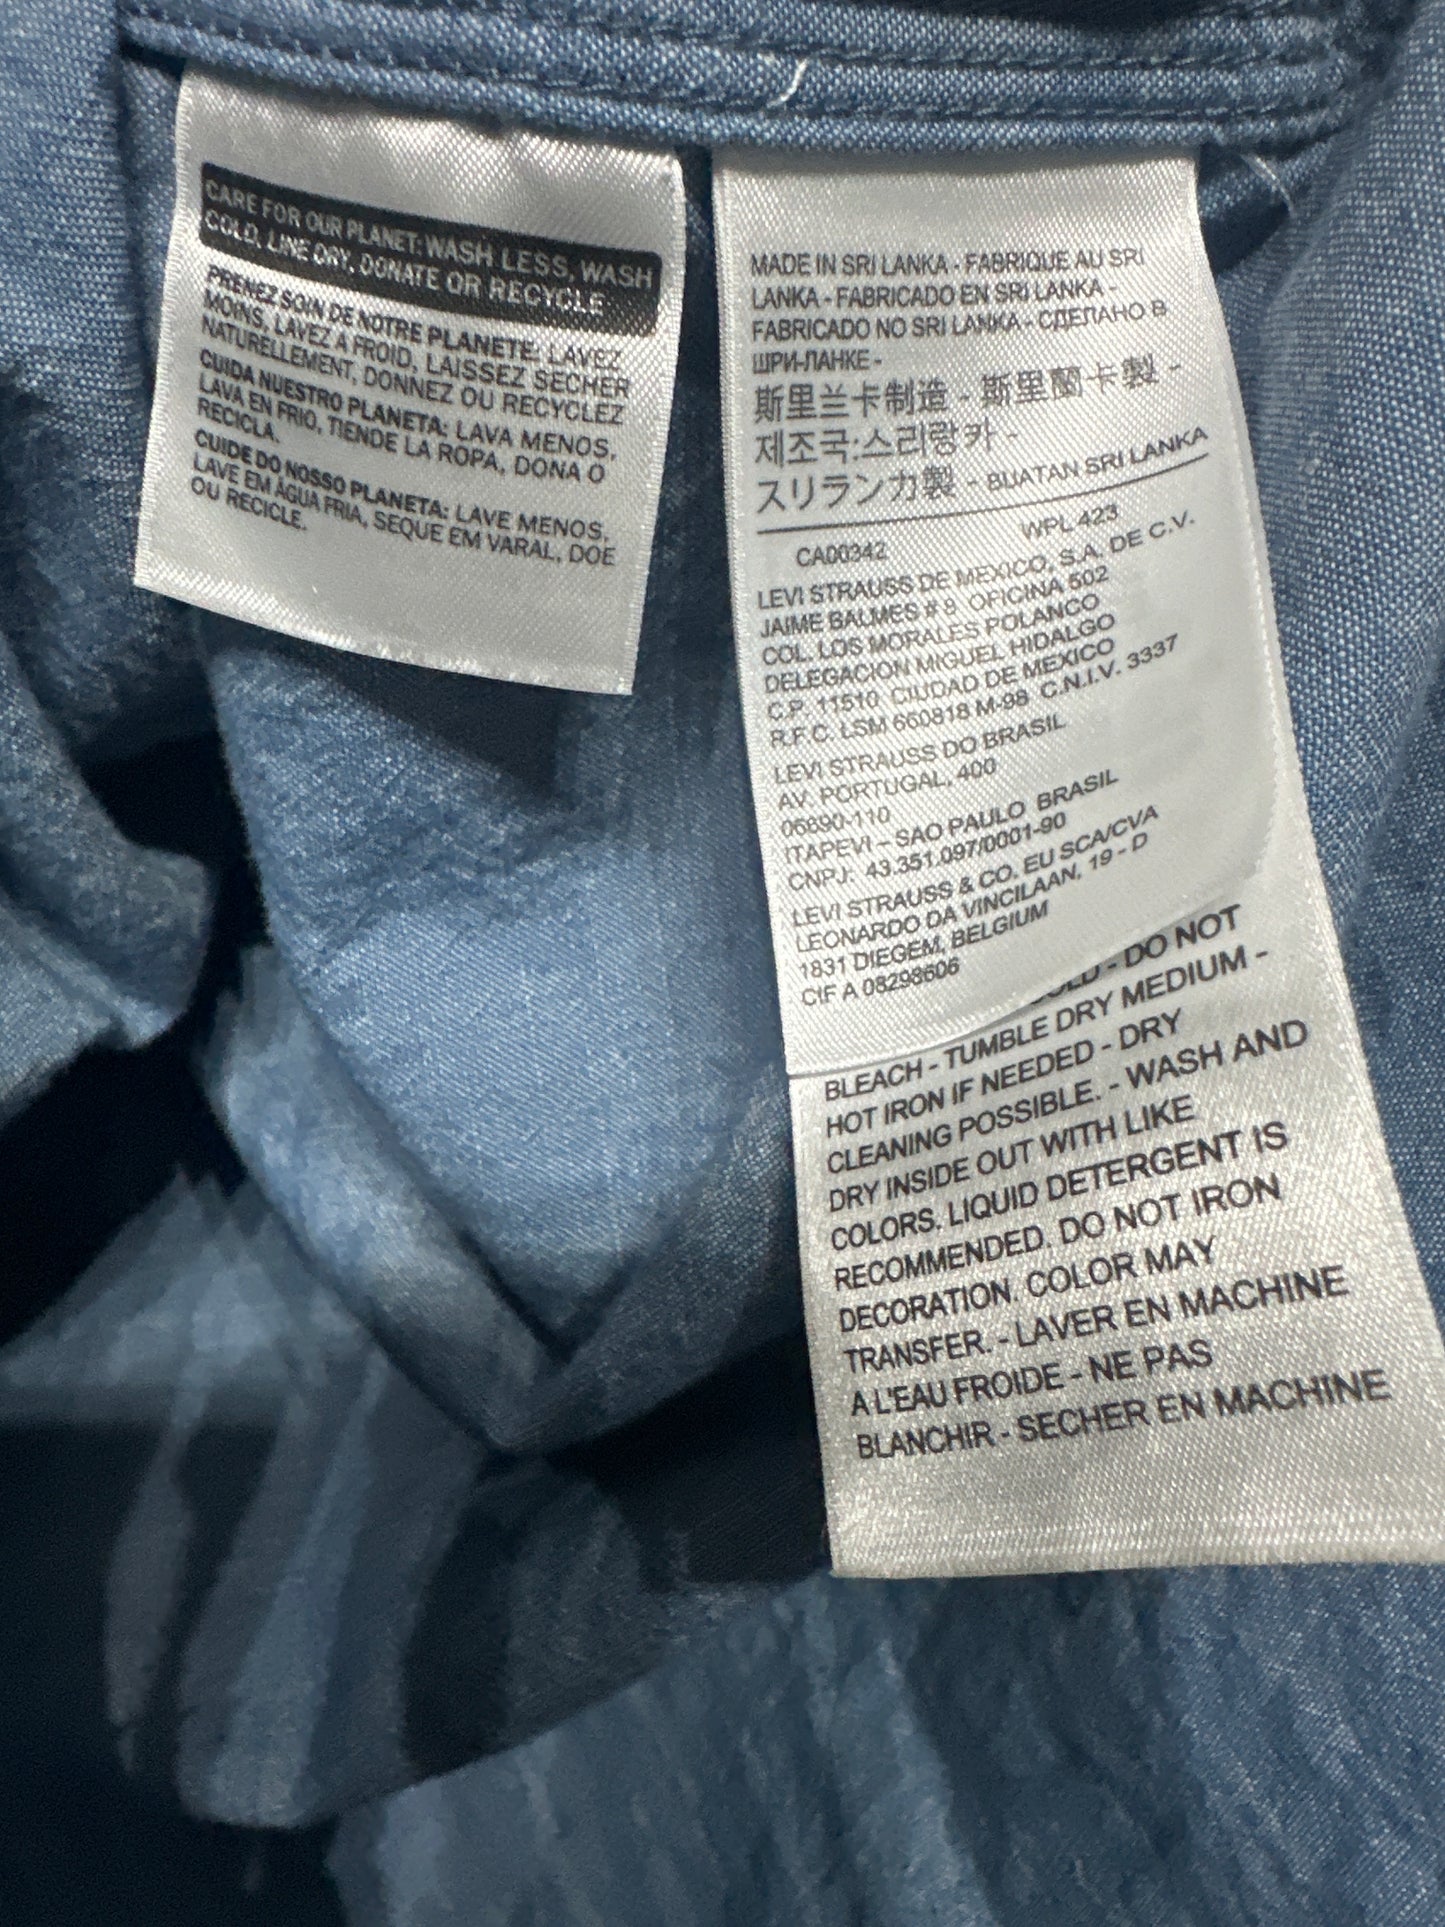 CARE FOR OUR PLANET: WASH LESS, WASH
COLD, LINE DRY, DONATE OR RECYCLE
PRENEZ SOIN DE NOTRE PLANETE: LAVEZ
MOINS, LAVEZ A FROID, LAISSEZ SECHER
NATURELLEMENT, DONNEZ OU RECYCLEZ
CUIDA NUESTRO PLANETA: LAVA MENOS,
LAVA EN FRIO, TIENDE LA ROPA, DONA O
RECICLA.
CUIDE DO NOSSO PLANETA: LAVE MENOS,
LAVE EM ÁGUA FRIA, SEQUE EM VARAL, DOE
OU RECICLE.
MADE IN SRI LANKA - FABRIQUE AU SRI
LANKA - FABRICADO EN SRI LANKA -
FABRICADO NO SRI LANKA - СДЕЛАНО В
ШРИ-ЛАНКЕ -
斯里兰卡制造 - 斯里蘭卡製 -
제조국:스리랑카 -
スリランカ製 - BUATAN SRI LANKA
CA00342 WPL 423
LEVI STRAUSS DE MEXICO, S.A. DE C.V.
JAIME BALMES # 8 OFICINA 502
COL. LOS MORALES POLANCO
DELEGACION MIGUEL HIDALGO
C.P. 11510 CIUDAD DE MEXICO
R.F.C. LSM 660818 M-98 C.N.I.V. 3337
LEVI STRAUSS DO BRASIL
AV. PORTUGAL, 400
06690-110
ITAPEVI – SAO PAULO BRASIL
CNPJ: 43.351.097/0001-90
LEVI STRAUSS & CO. EU SCA/CVA
LEONARDO DA VINCILAAN, 19 - D
1831 DIEGEM, BELGIUM
CIF A 08298606
- DO NOT
BLEACH - TUMBLE DRY MEDIUM -
HOT IRON IF NEEDED - DRY
CLEANING POSSIBLE. - WASH AND
DRY INSIDE OUT WITH LIKE
COLORS. LIQUID DETERGENT IS
RECOMMENDED. DO NOT IRON
DECORATION. COLOR MAY
TRANSFER. - LAVER EN MACHINE
A L'EAU FROIDE - NE PAS
BLANCHIR - SECHER EN MACHINE